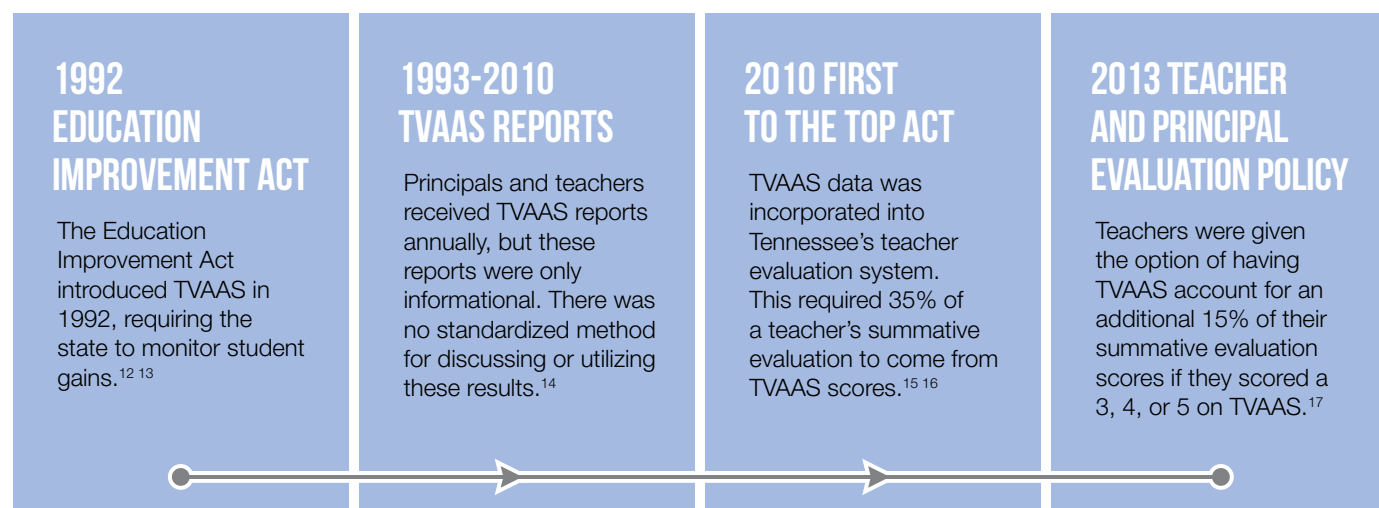 1992
EDUCATION
IMPROVEMENT ACT
The Education
Improvement Act
introduced TVAAS in
1992, requiring the
state to monitor student
gains.12 13
1993-2010
TVAAS REPORTS
Principals and teachers
received TVAAS reports
annually, but these
reports were only
informational. There was
no standardized method
for discussing or utilizing
these results.14
2010 FIRST
TO THE TOP ACT
TVAAS data was
incorporated into
Tennessee’s teacher
evaluation system.
This required 35% of
a teacher’s summative
evaluation to come from
TVAAS scores.15 16
2013 TEACHER
AND PRINCIPAL
EVALUATION POLICY
Teachers were given
the option of having
TVAAS account for an
additional 15% of their
summative evaluation
scores if they scored a
3, 4, or 5 on TVAAS.17